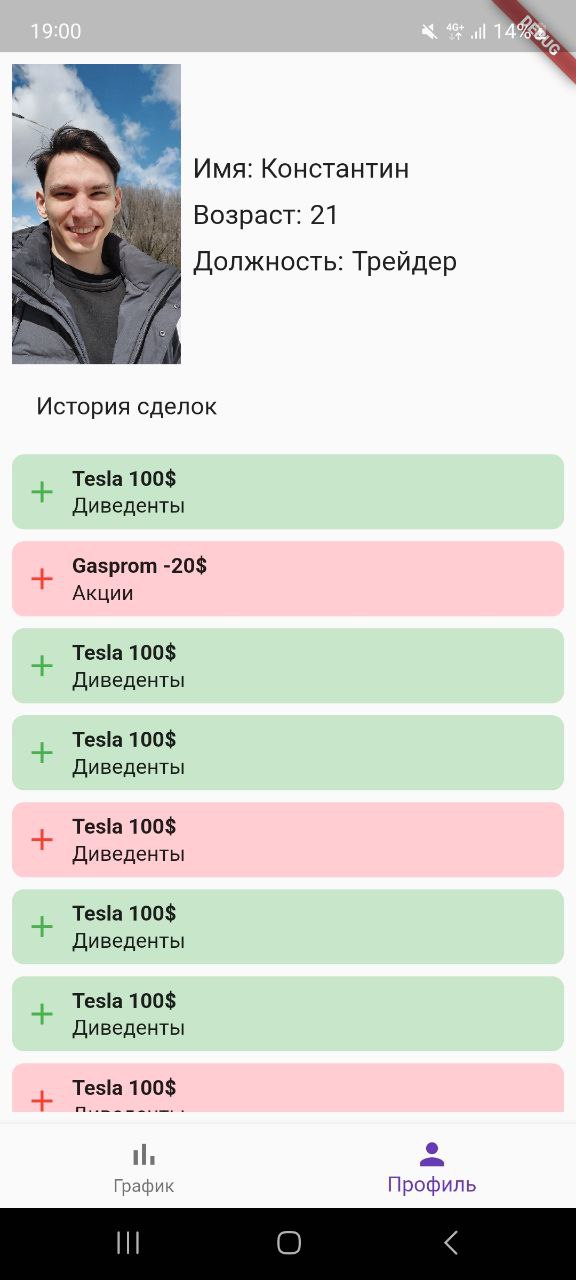 19:00
4G+
14%
DEBUG
Имя: Константин
Возраст: 21
Должность: Трейдер
История сделок
Tesla 100$
Диведенты
Gasprom -20$
Акции
Tesla 100$
Диведенты
Tesla 100$
Диведенты
Tesla 100$
Диведенты
Tesla 100$
Диведенты
Tesla 100$
Диведенты
Tesla 100$
Диведенты
График
Профиль